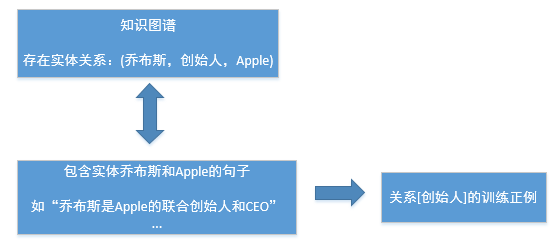 知识图谱
存在实体关系：(乔布斯，创始人，Apple)
包含实体乔布斯和Apple的句子
如“乔布斯是Apple的联合创始人和CEO”
...
关系[创始人]的训练正例